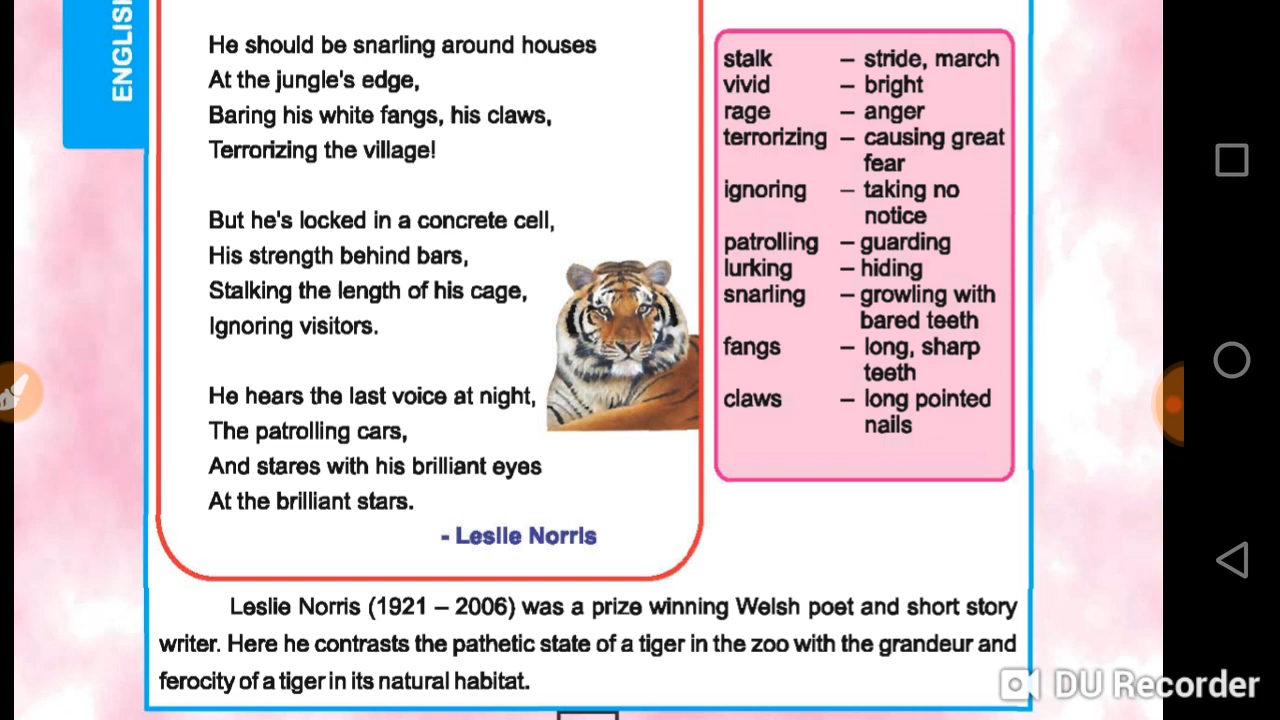 ENGLISH
He should be snarling around houses
At the jungle's edge,
Baring his white fangs, his claws,
Terrorizing the village!
But he's locked in a concrete cell,
His strength behind bars,
Stalking the length of his cage,
Ignoring visitors.
He hears the last voice at night,
The patrolling cars,
And stares with his brilliant eyes
At the brilliant stars.
- Leslie Norris
stalk – stride, march
vivid – bright
rage – anger
terrorizing – causing great
fear
ignoring – taking no
notice
patrolling – guarding
lurking – hiding
snarling – growling with
bared teeth
fangs – long, sharp
teeth
claws – long pointed
nails
Leslie Norris (1921 – 2006) was a prize winning Welsh poet and short story
writer. Here he contrasts the pathetic state of a tiger in the zoo with the grandeur and
ferocity of a tiger in its natural habitat.
DU Recorder